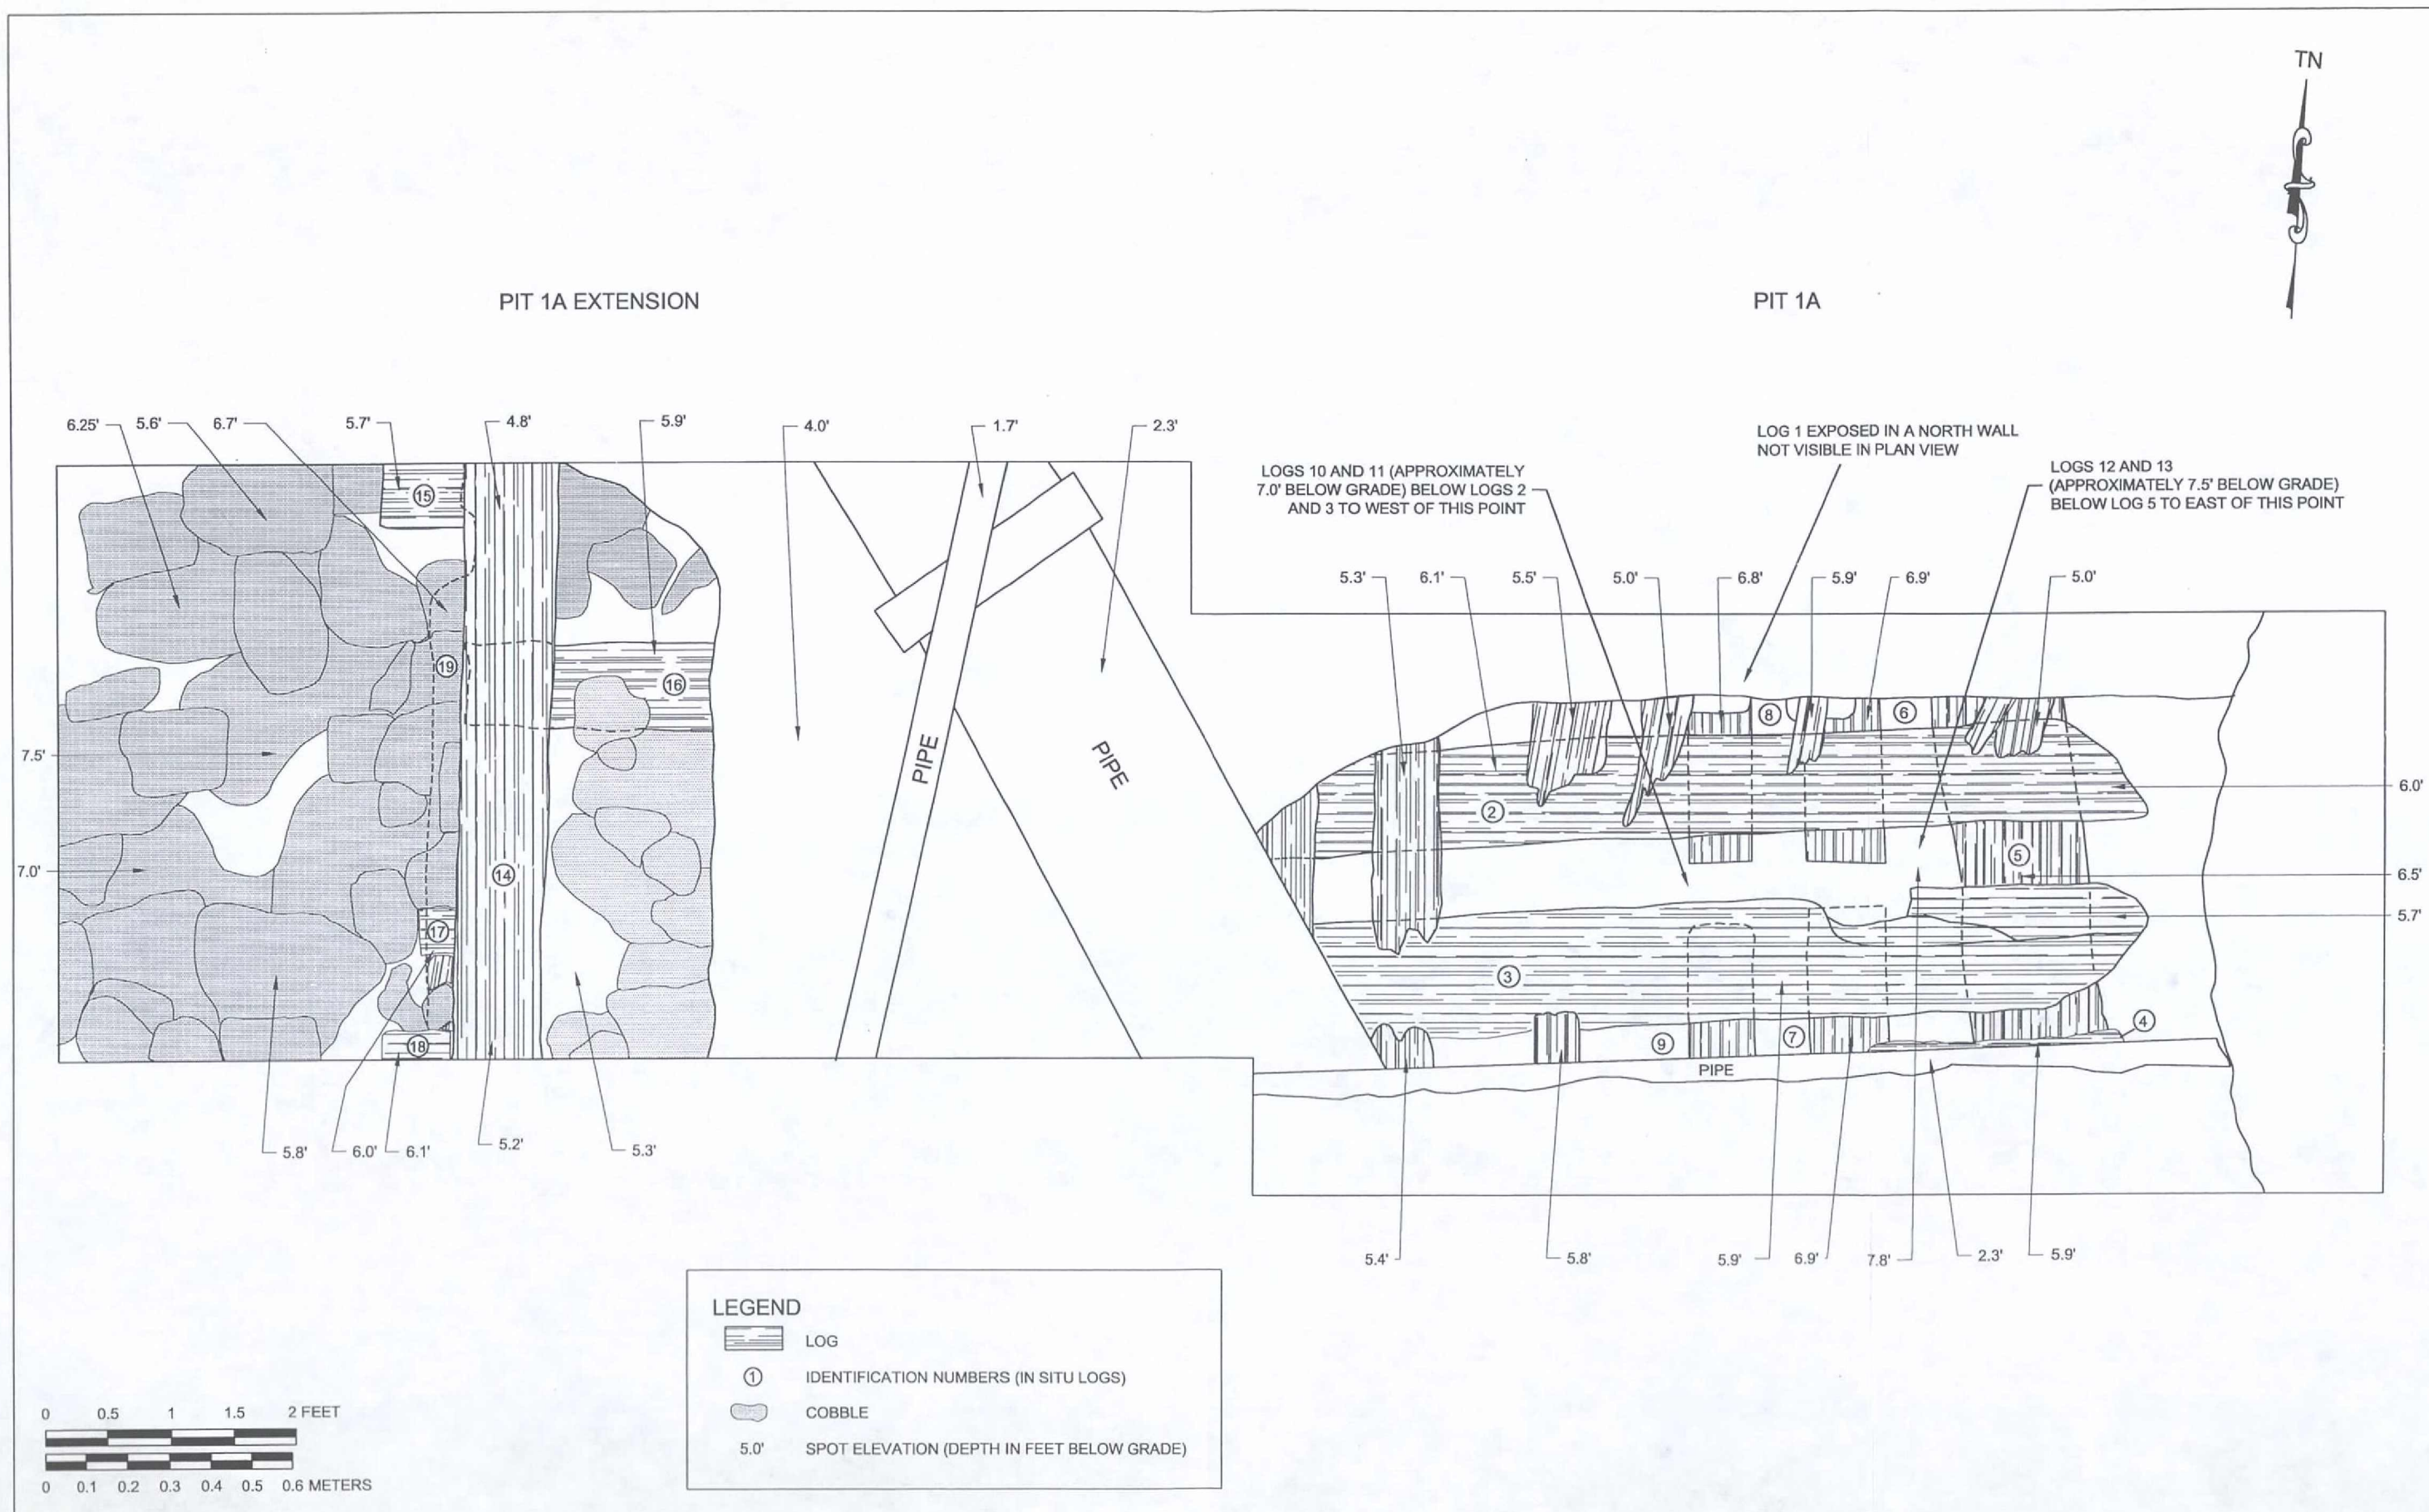 TN
PIT 1A EXTENSION
PIT 1A
6.25'
5.6'
6.7'
5.7'
4.8'
5.9'
4.0'
1.7'
2.3'
LOG 1 EXPOSED IN A NORTH WALL
NOT VISIBLE IN PLAN VIEW
LOGS 10 AND 11 (APPROXIMATELY
7.0' BELOW GRADE) BELOW LOGS 2
AND 3 TO WEST OF THIS POINT
LOGS 12 AND 13
(APPROXIMATELY 7.5' BELOW GRADE)
BELOW LOG 5 TO EAST OF THIS POINT
5.3'
6.1'
5.5'
5.0'
6.8'
5.9'
6.9'
5.0'
15
19
16
14
17
18
7.5'
7.0'
PIPE
PIPE
8
6
2
5
3
9
7
4
PIPE
6.0'
6.5'
5.7'
5.8'
6.0'
6.1'
5.2'
5.3'
5.4'
5.8'
5.9'
6.9'
7.8'
2.3'
5.9'
LEGEND
LOG
1 IDENTIFICATION NUMBERS (IN SITU LOGS)
COBBLE
5.0' SPOT ELEVATION (DEPTH IN FEET BELOW GRADE)
0 0.5 1 1.5 2 FEET
0 0.1 0.2 0.3 0.4 0.5 0.6 METERS